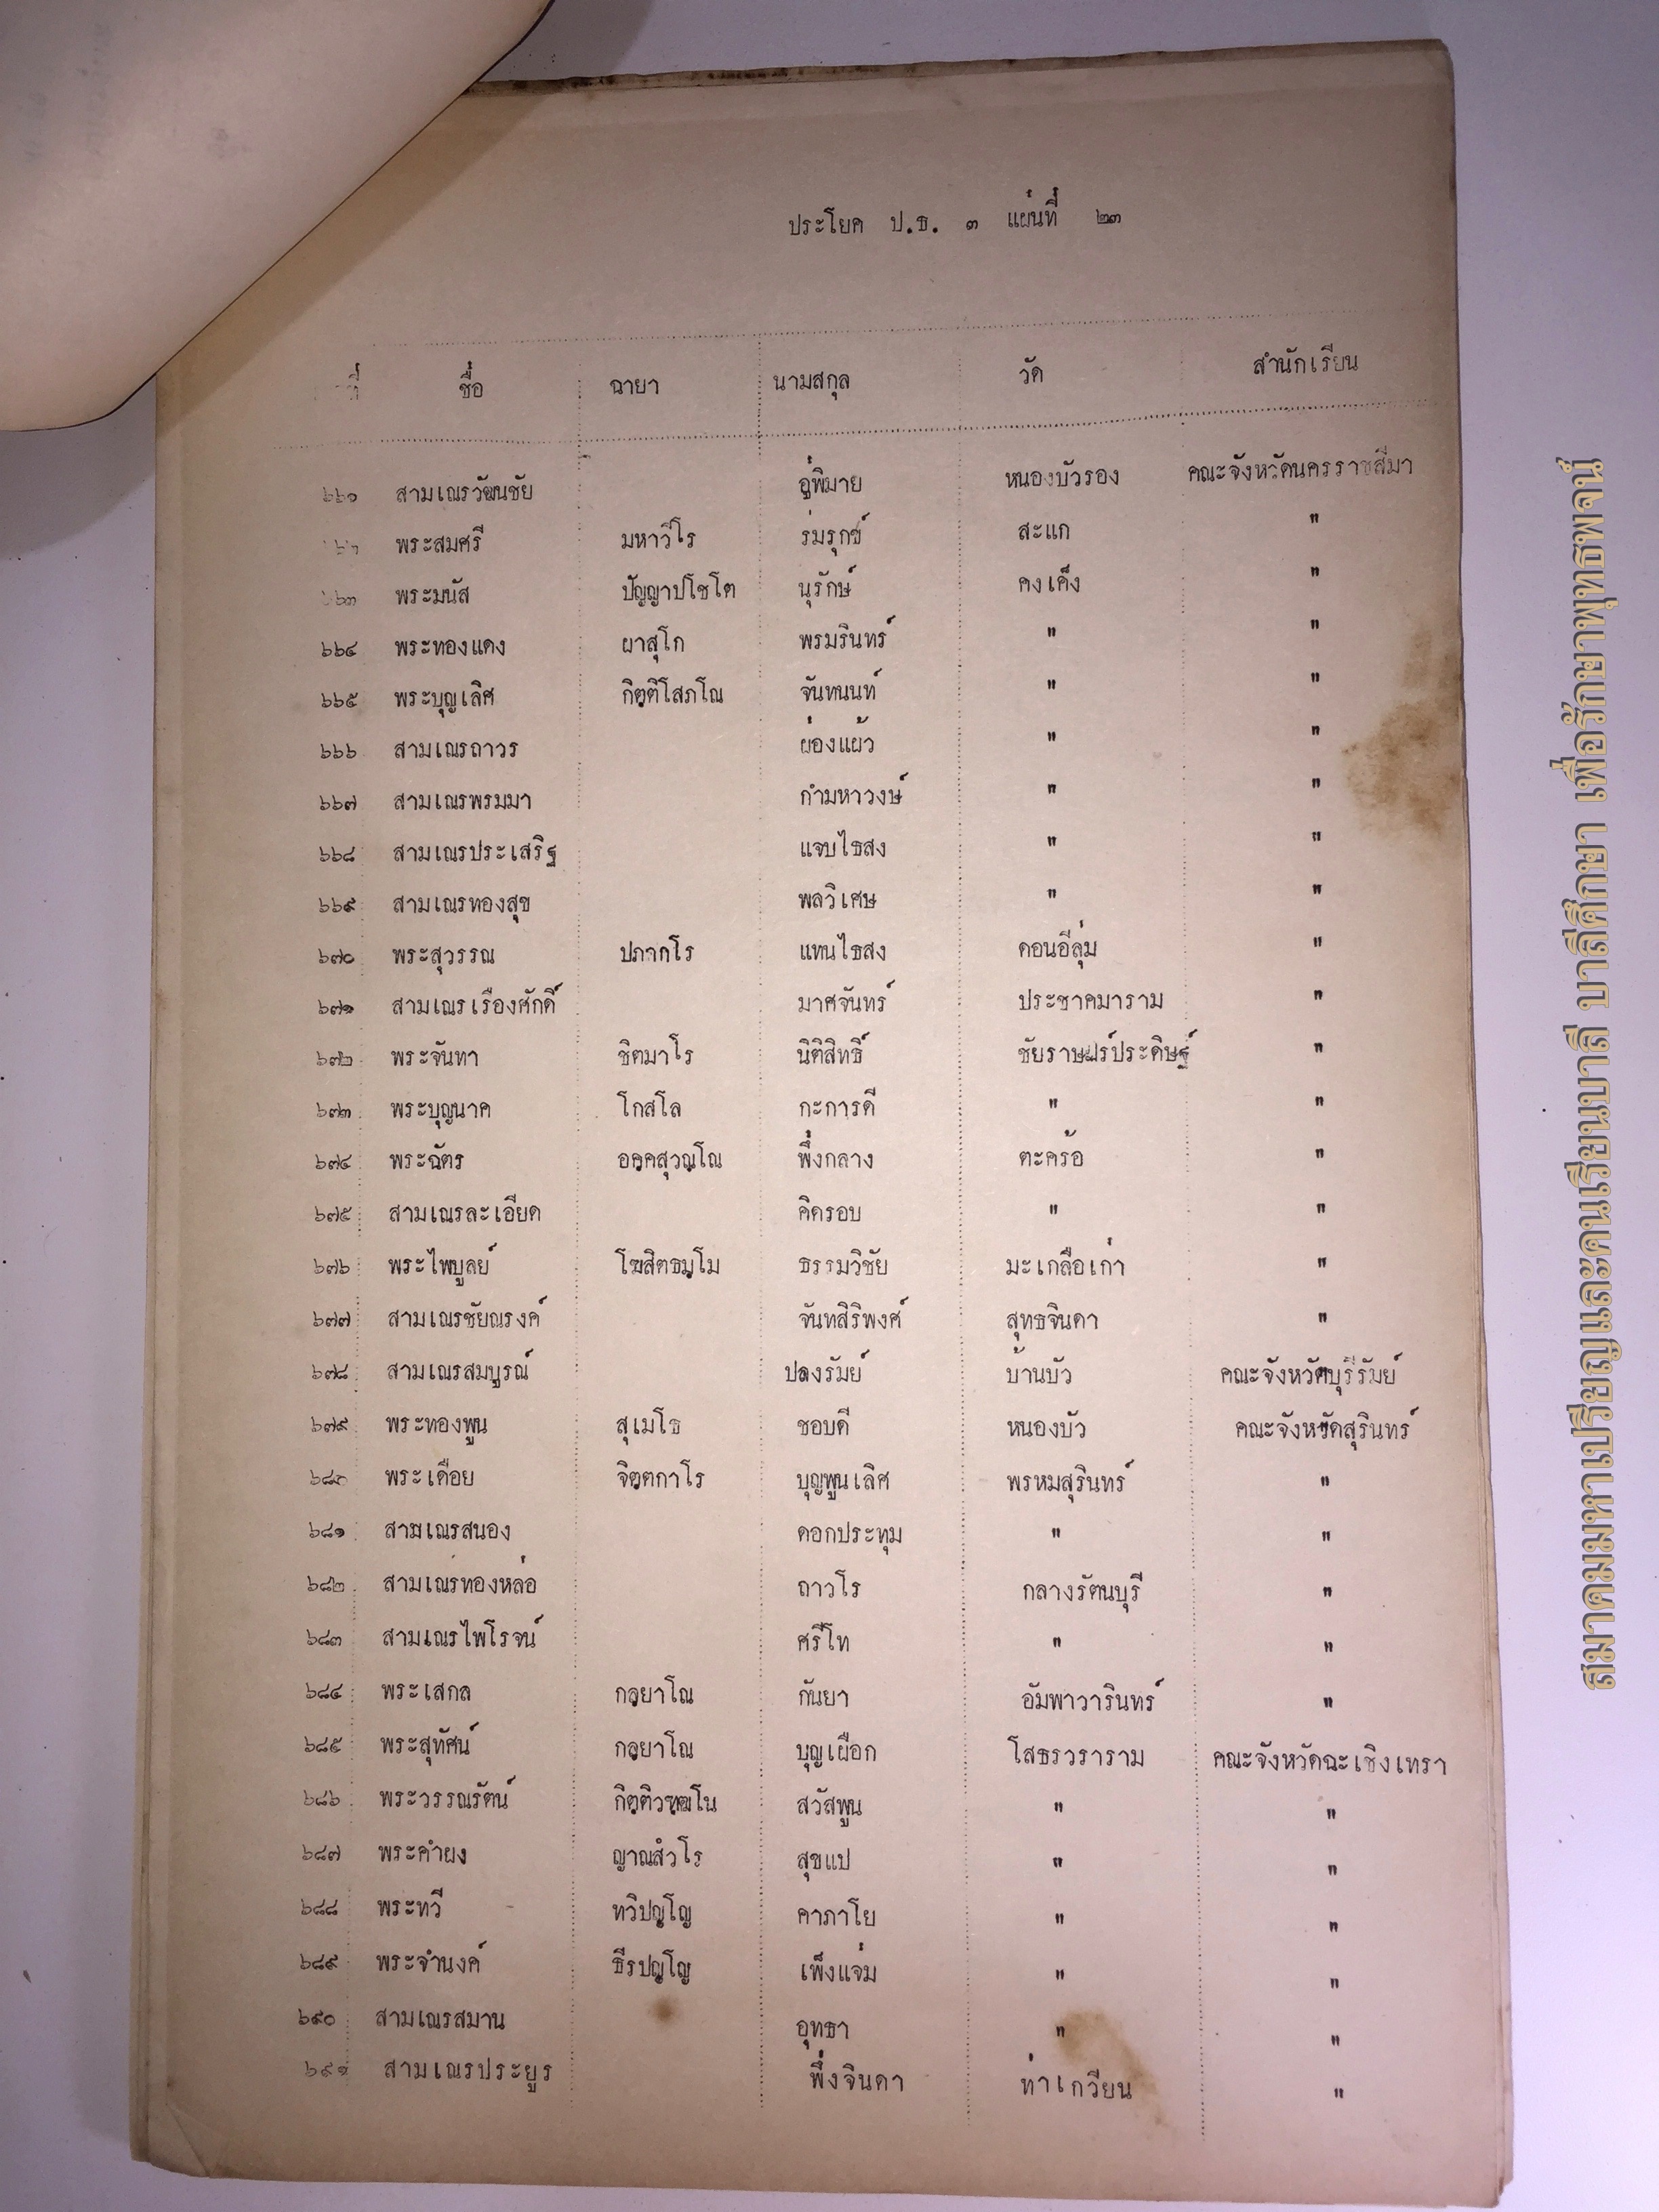 ประโยค ป.ธ. ๓ แผ่นที่ ๒๓
ที่ ชื่อ ฉายา นามสกุล วัด สำนักเรียน
๖๖๑ สามเณรวัฒนชัย อู่พิมาย หนองบัวรอง คณะจังหวัดนครราชสีมา
๖๖๒ พระสมศรี มหาวีโร ร่มรุกข์ สะแก "
๖๖๓ พระมนัส ปัญญาปโชโต นุรักษ์ คงเค็ง "
๖๖๔ พระทองแดง ผาสุโก พรมรินทร์ " "
๖๖๕ พระบุญเลิศ กิตฺติโสภโณ จันทนนท์ " "
๖๖๖ สามเณรถาวร ผ่องแผ้ว " "
๖๖๗ สามเณรพรมมา กำมหาวงษ์ " "
๖๖๘ สามเณรประเสริฐ แจบไธสง " "
๖๖๙ สามเณรทองสุข พลวิเศษ " "
๖๗๐ พระสุวรรณ ปภากโร แทนไธสง ดอนอีลุ่ม "
๖๗๑ สามเณรเรืองศักดิ์ มาศจันทร์ ประชาคมาราม "
๖๗๒ พระจันทา ชิตมาโร นิติสิทธิ์ ชัยราษฎร์ประดิษฐ์ "
๖๗๓ พระบุญนาค โกสโล กะการดี " "
๖๗๔ พระฉัตร อคฺคสุวณฺโณ พึ่งกลาง ตะคร้อ "
๖๗๕ สามเณรละเอียด คิดรอบ " "
๖๗๖ พระไพบูลย์ โฆสิตธมฺโม ธรรมวิชัย มะเกลือเก่า "
๖๗๗ สามเณรชัยณรงค์ จันทสิริพงศ์ สุทธจินดา "
๖๗๘ สามเณรสมบูรณ์ ปลงรัมย์ บ้านบัว คณะจังหวัดบุรีรัมย์
๖๗๙ พระทองพูน สุเมโธ ชอบดี หนองบัว คณะจังหวัดสุรินทร์
๖๘๐ พระเดือย จิตฺตกาโร บุญพูนเลิศ พรหมสุรินทร์ "
๖๘๑ สามเณรสนอง ดอกประทุม " "
๖๘๒ สามเณรทองหล่อ ถาวโร กลางรัตนบุรี "
๖๘๓ สามเณรไพโรจน์ ศรีโท " "
๖๘๔ พระเสกล กลฺยาโณ กันยา อัมพาวารินทร์ "
๖๘๕ พระสุทัศน์ กลฺยาโณ บุญเผือก โสธรวราราม คณะจังหวัดฉะเชิงเทรา
๖๘๖ พระวรรณรัตน์ กิตฺติวฑฺฒโน สวัสพูน " "
๖๘๗ พระคำผง ญาณสํวโร สุขแป " "
๖๘๘ พระทวี ทวิปญฺโญ คาภาโย " "
๖๘๙ พระจำนงค์ ธีรปญฺโญ เพ็งแจ่ม " "
๖๙๐ สามเณรสมาน อุทธา " "
๖๙๑ สามเณรประยูร พึ่งจินดา ท่าเกวียน "
สมาคมมหาเปรียญและคนเรียนบาลี บาลีศึกษา เพื่อรักษาพุทธพจน์